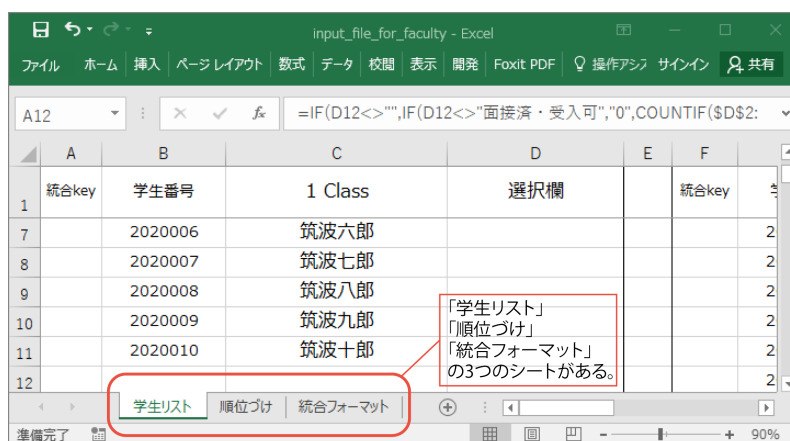 input_file_for_faculty - Excel
ファイル ホーム 挿入 ページ レイアウト 数式 データ 校閲 表示 開発 Foxit PDF 操作アシス サインイン 共有
A12 fx =IF(D12<>"",IF(D12<>"面接済・受入可","0",COUNTIF($D$2:
A B C D E F
1 統合key 学生番号 1 Class 選択欄 統合key
7 2020006 筑波六郎 2
8 2020007 筑波七郎 2
9 2020008 筑波八郎 2
10 2020009 筑波九郎 2
11 2020010 筑波十郎 2
12 2
「学生リスト」
「順位づけ」
「統合フォーマット」
の3つのシートがある。
学生リスト 順位づけ 統合フォーマット
準備完了 90%